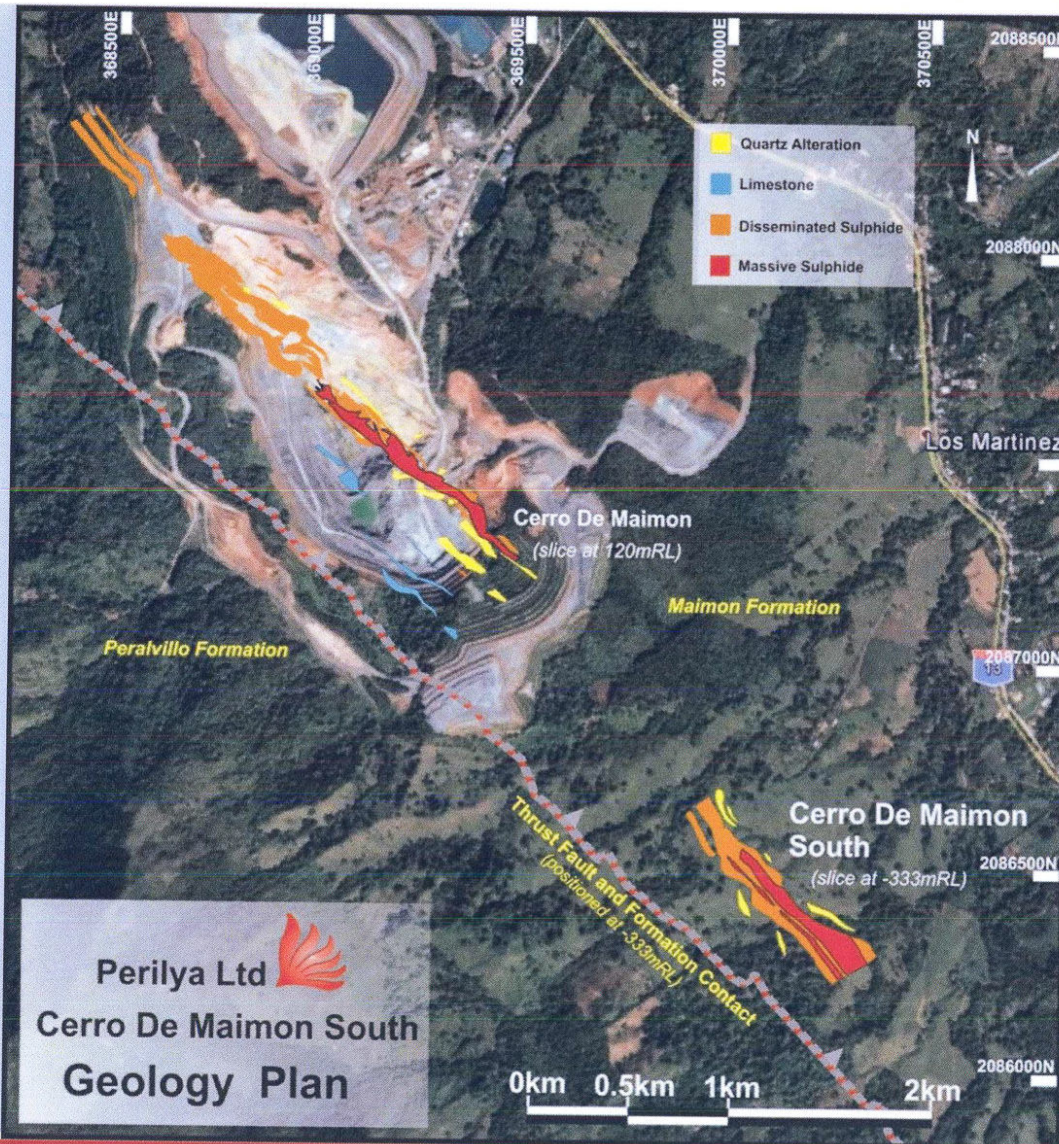 368500E
369000E
369500E
370000E
370500E
2088500N
Quartz Alteration
N
Limestone
Disseminated Sulphide
2088000N
Massive Sulphide
Los Martinez
Cerro De Maimon
(slice at 120mRL)
Maimon Formation
Peralvillo Formation
2087000N
13
Cerro De Maimon
South
(slice at -333mRL)
2086500N
Thrust Fault and Formation Contact
(positioned at -333mRL)
Perilya Ltd
Cerro De Maimon South
Geology Plan
2086000N
0km 0.5km 1km 2km